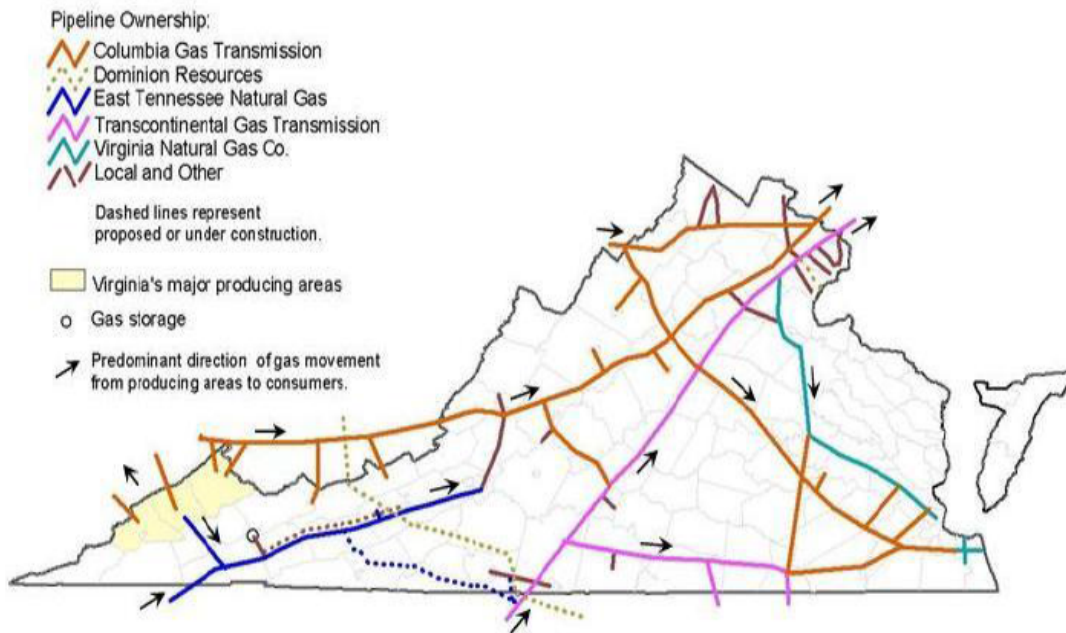 Pipeline Ownership:
Columbia Gas Transmission
Dominion Resources
East Tennessee Natural Gas
Transcontinental Gas Transmission
Virginia Natural Gas Co.
Local and Other
Dashed lines represent
proposed or under construction.
Virginia's major producing areas
Gas storage
Predominant direction of gas movement
from producing areas to consumers.